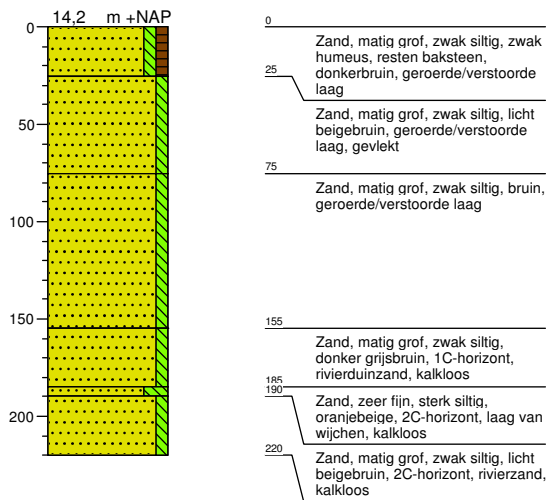 14,2 m +NAP
0
50
100
150
200
0
Zand, matig grof, zwak siltig, zwak
humeus, resten baksteen,
donkerbruin, geroerde/verstoorde
laag
25
Zand, matig grof, zwak siltig, licht
beigebruin, geroerde/verstoorde
laag, gevlekt
75
Zand, matig grof, zwak siltig, bruin,
geroerde/verstoorde laag
155
Zand, matig grof, zwak siltig,
donker grijsbruin, 1C-horizont,
rivierduinzand, kalkloos
185
190
Zand, zeer fijn, sterk siltig,
oranjebeige, 2C-horizont, laag van
wijchen, kalkloos
220
Zand, matig grof, zwak siltig, licht
beigebruin, 2C-horizont, rivierzand,
kalkloos